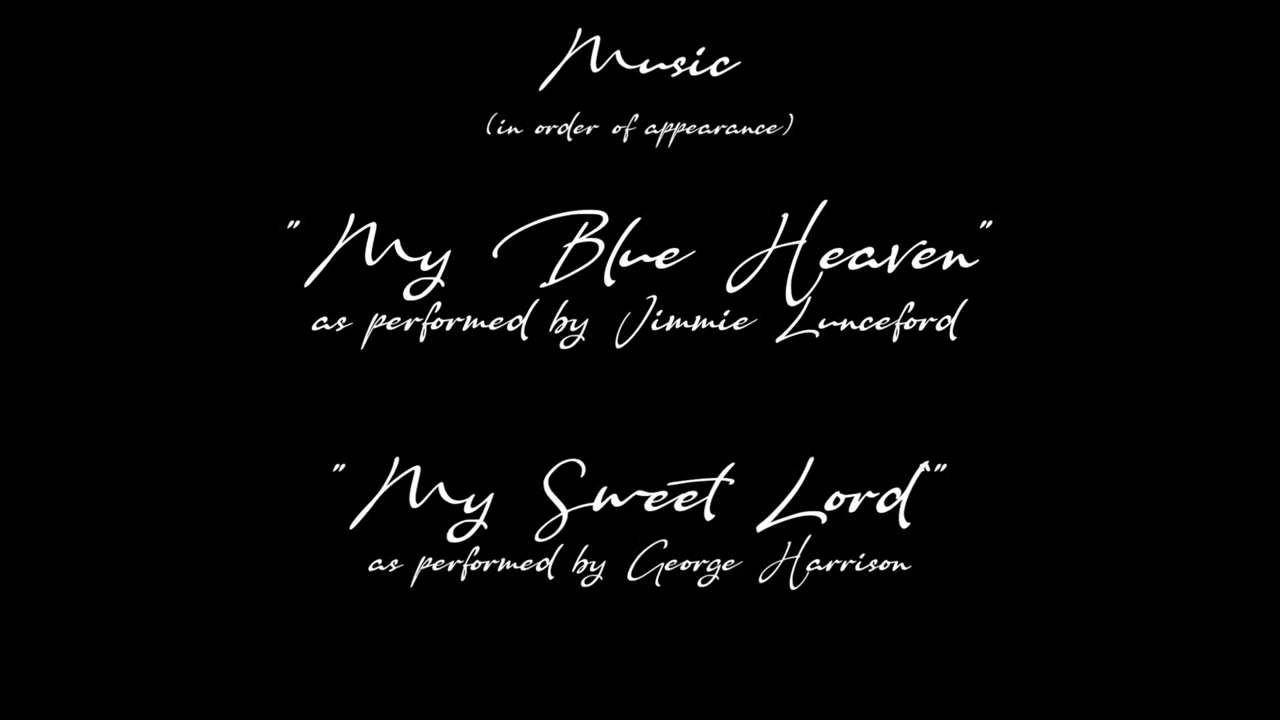 Music
(in order of appearance)
"My Blue Heaven"
as performed by Jimmie Lunceford
"My Sweet Lord"
as performed by George Harrison